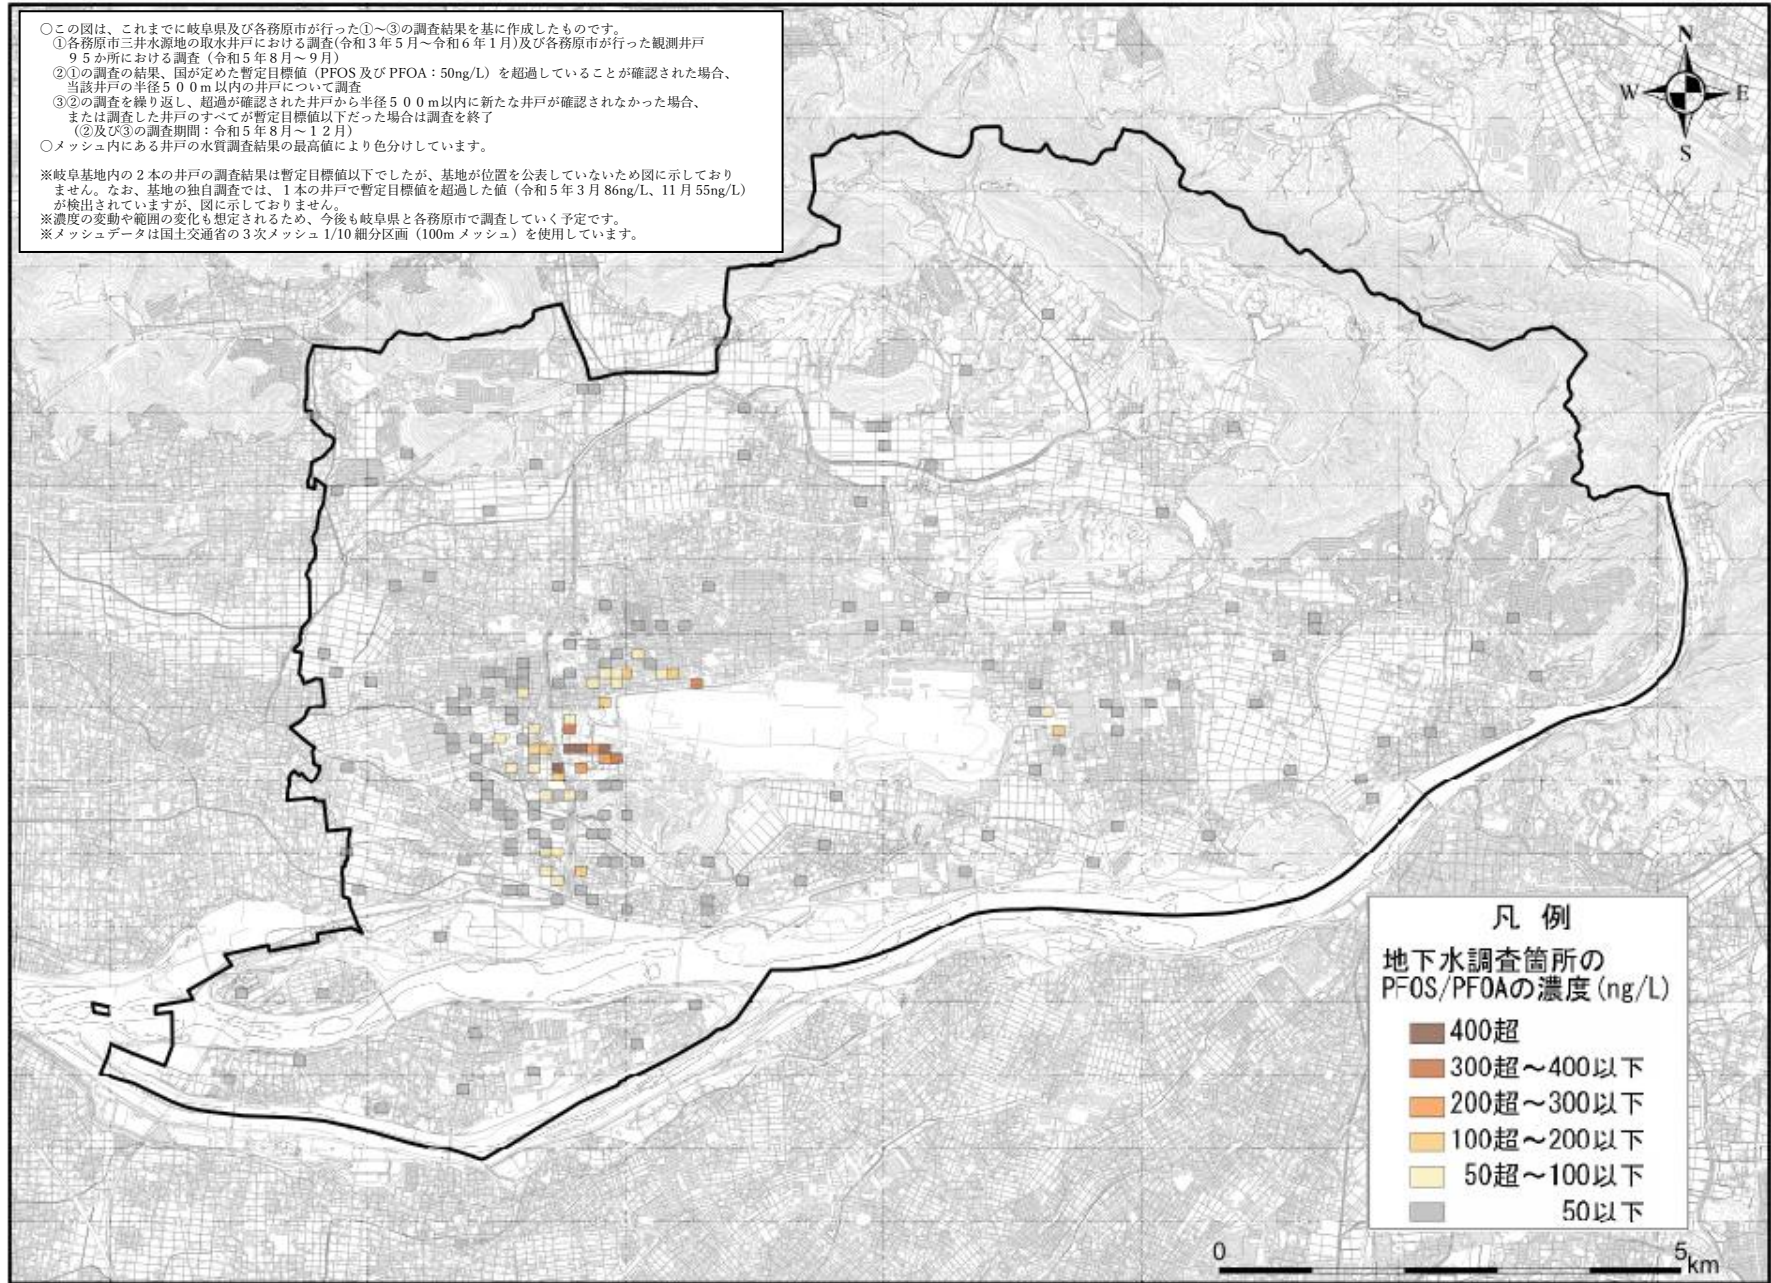 ○この図は、これまでに岐阜県及び各務原市が行った①～③の調査結果を基に作成したものです。
①各務原市三井水源地の取水井戸における調査(令和３年５月～令和６年１月)及び各務原市が行った観測井戸
９５か所における調査（令和５年８月～９月）
②①の調査の結果、国が定めた暫定目標値（PFOS 及び PFOA：50ng/L）を超過していることが確認された場合、
当該井戸の半径５００ｍ以内の井戸について調査
③②の調査を繰り返し、超過が確認された井戸から半径５００ｍ以内に新たな井戸が確認されなかった場合、
または調査した井戸のすべてが暫定目標値以下だった場合は調査を終了
（②及び③の調査期間：令和５年８月～１２月）
○メッシュ内にある井戸の水質調査結果の最高値により色分けしています。
※岐阜基地内の２本の井戸の調査結果は暫定目標値以下でしたが、基地が位置を公表していないため図に示しており
ません。なお、基地の独自調査では、１本の井戸で暫定目標値を超過した値（令和５年３月 86ng/L、11 月 55ng/L）
が検出されていますが、図に示しておりません。
※濃度の変動や範囲の変化も想定されるため、今後も岐阜県と各務原市で調査していく予定です。
※メッシュデータは国土交通省の３次メッシュ 1/10 細分区画（100m メッシュ）を使用しています。
N
W
E
S
凡 例
地下水調査箇所の
PFOS/PFOAの濃度(ng/L)
400超
300超～400以下
200超～300以下
100超～200以下
50超～100以下
50以下
0
5
km